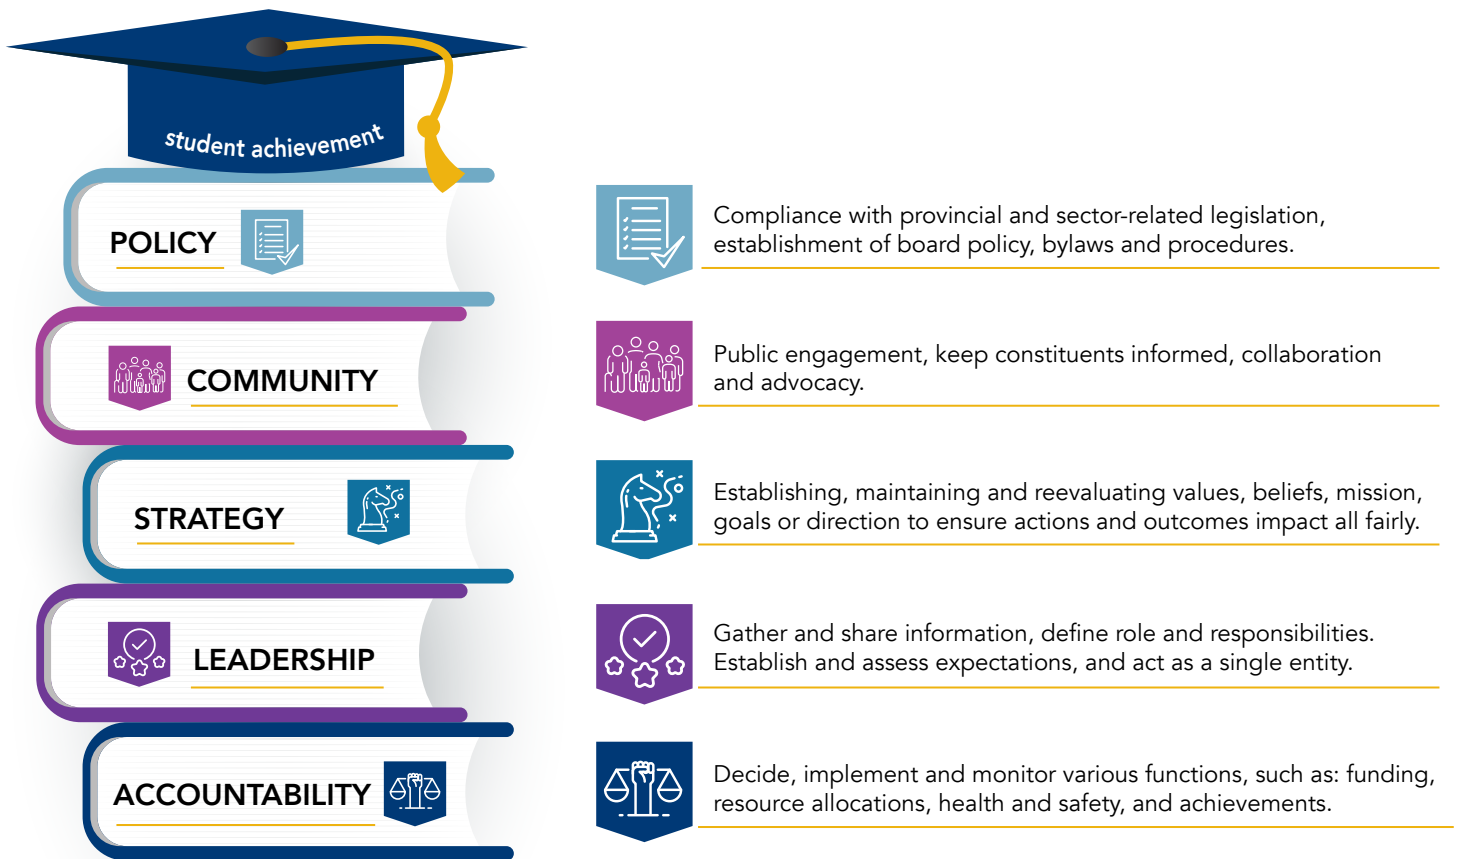 student achievement
POLICY
Compliance with provincial and sector-related legislation,
establishment of board policy, bylaws and procedures.
COMMUNITY
Public engagement, keep constituents informed, collaboration
and advocacy.
STRATEGY
Establishing, maintaining and reevaluating values, beliefs, mission,
goals or direction to ensure actions and outcomes impact all fairly.
LEADERSHIP
Gather and share information, define role and responsibilities.
Establish and assess expectations, and act as a single entity.
ACCOUNTABILITY
Decide, implement and monitor various functions, such as: funding,
resource allocations, health and safety, and achievements.